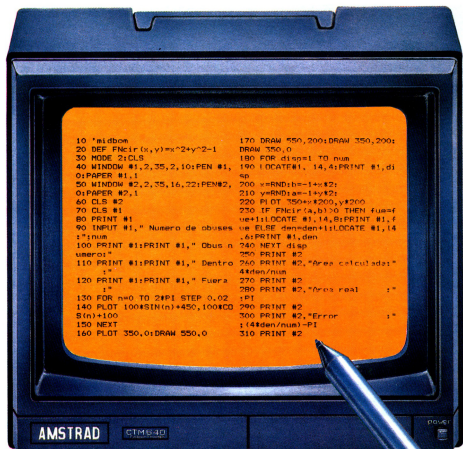 10 'midbom
20 DEF FNcir(x,y)=x^2+y^2-1
30 MODE 2:CLS
40 WINDOW #1,2,35,2,10:PEN #1,
0:PAPER #1,1
50 WINDOW #2,2,35,16,22:PEN#2,
0:PAPER #2,1
60 CLS #2
70 CLS #1
80 PRINT #1
90 INPUT #1," Numero de obuses
":num
100 PRINT #1:PRINT #1," Obus n
umero:"
110 PRINT #1:PRINT #1," Dentro
:"
120 PRINT #1:PRINT #1," Fuera
:"
130 FOR n=0 TO 2*PI STEP 0.02
140 PLOT 100*SIN(n)+450,100*CO
S(n)+100
150 NEXT
160 PLOT 350,0:DRAW 550,0
170 DRAW 550,200:DRAW 350,200:
DRAW 350,0
180 FOR disp=1 TO num
190 LOCATE#1, 14,4:PRINT #1,di
sp
200 x=RND:b=-1+x*2:
210 y=RND:a=-1+y*2:
220 PLOT 350+x*200,y*200
230 IF FNcir(a,b)>0 THEN fue=f
ue+1:LOCATE #1,14,8:PRINT #1,f
ue ELSE den=den+1:LOCATE #1,14
,6:PRINT #1,den
240 NEXT disp
250 PRINT #2
260 PRINT #2,"Area calculada:"
4*den/num
270 PRINT #2
280 PRINT #2,"Area real :"
:PI
290 PRINT #2
300 PRINT #2,"Error :"
;(4*den/num)-PI
310 PRINT #2
AMSTRAD
CTM640
POWER